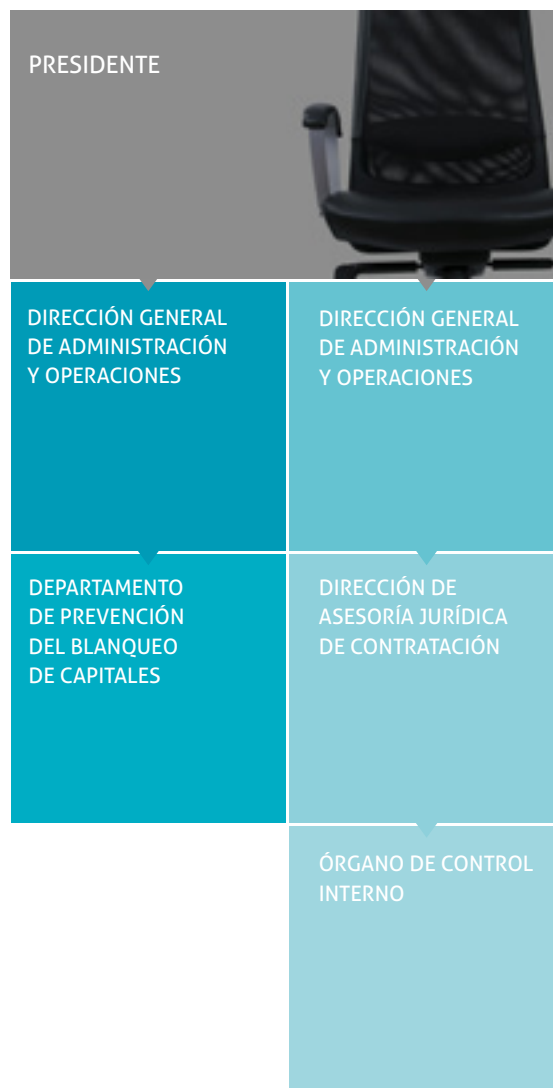 PRESIDENTE
DIRECCIÓN GENERAL
DE ADMINISTRACIÓN
Y OPERACIONES
DIRECCIÓN GENERAL
DE ADMINISTRACIÓN
Y OPERACIONES
DEPARTAMENTO
DE PREVENCIÓN
DEL BLANQUEO
DE CAPITALES
DIRECCIÓN DE
ASESORÍA JURÍDICA
DE CONTRATACIÓN
ÓRGANO DE CONTROL
INTERNO